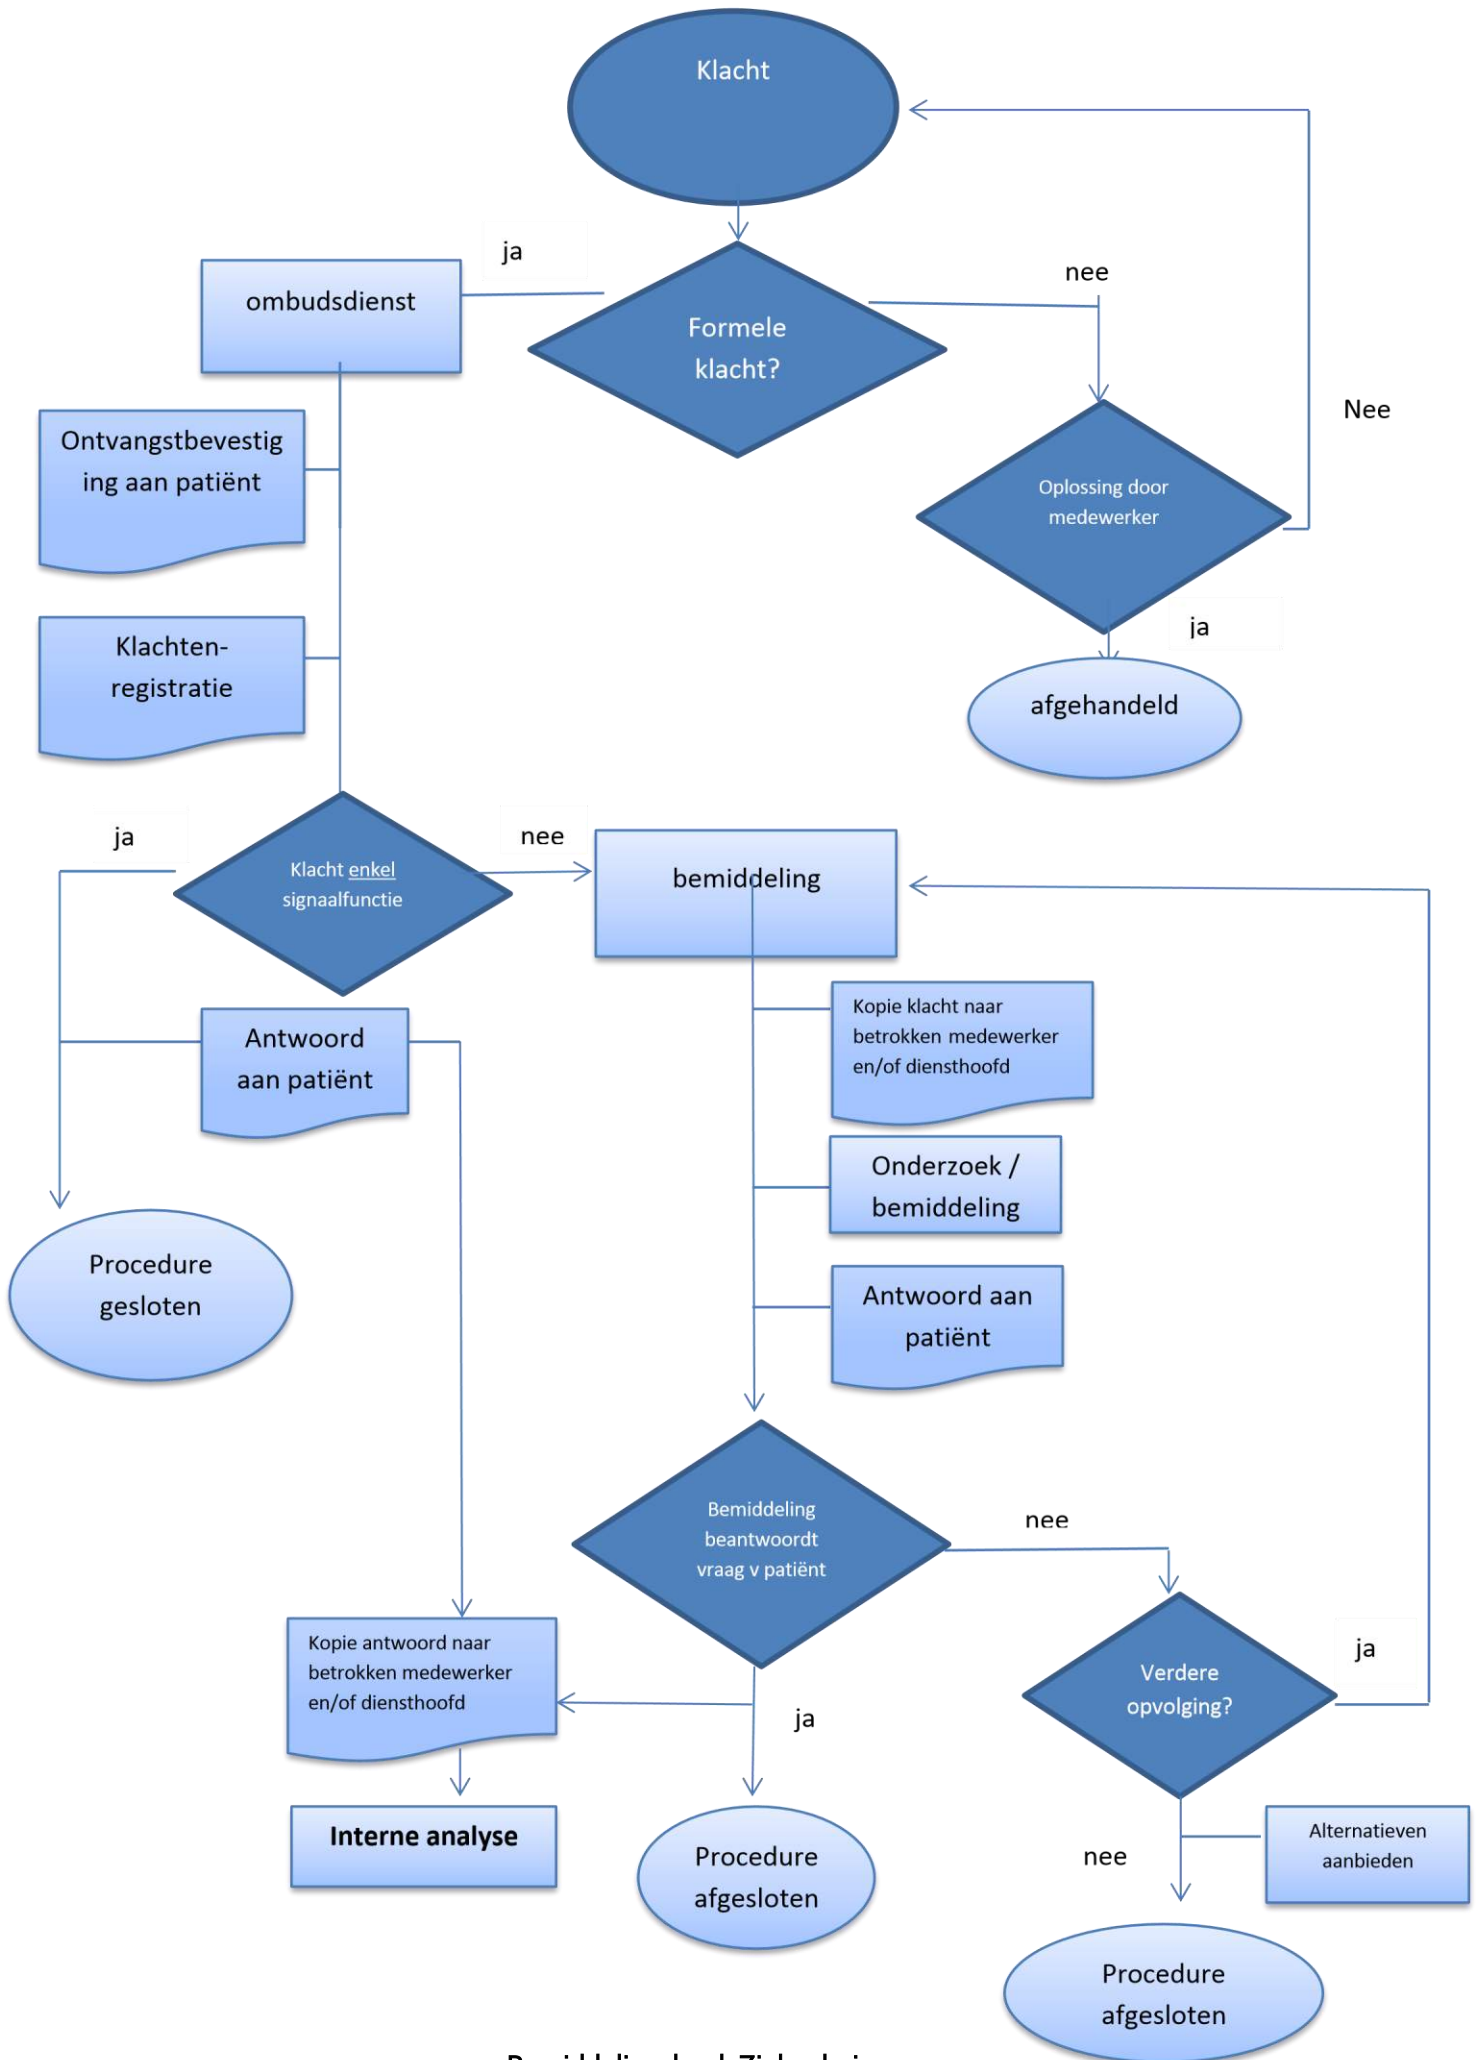 Klacht
ja
nee
ombudsdienst
Formele
klacht?
Nee
Ontvangstbevestig
ing aan patiënt
Oplossing door
medewerker
ja
Klachten-
registratie
afgehandeld
ja
nee
Klacht enkel
signaalfunctie
bemiddeling
Kopie klacht naar
betrokken medewerker
en/of diensthoofd
Antwoord
aan patiënt
Onderzoek /
bemiddeling
Procedure
gesloten
Antwoord aan
patiënt
Bemiddeling
beantwoordt
vraag v patiënt
nee
Kopie antwoord naar
betrokken medewerker
en/of diensthoofd
ja
Verdere
opvolging?
ja
Interne analyse
Procedure
afgesloten
nee
Alternatieven
aanbieden
Procedure
afgesloten